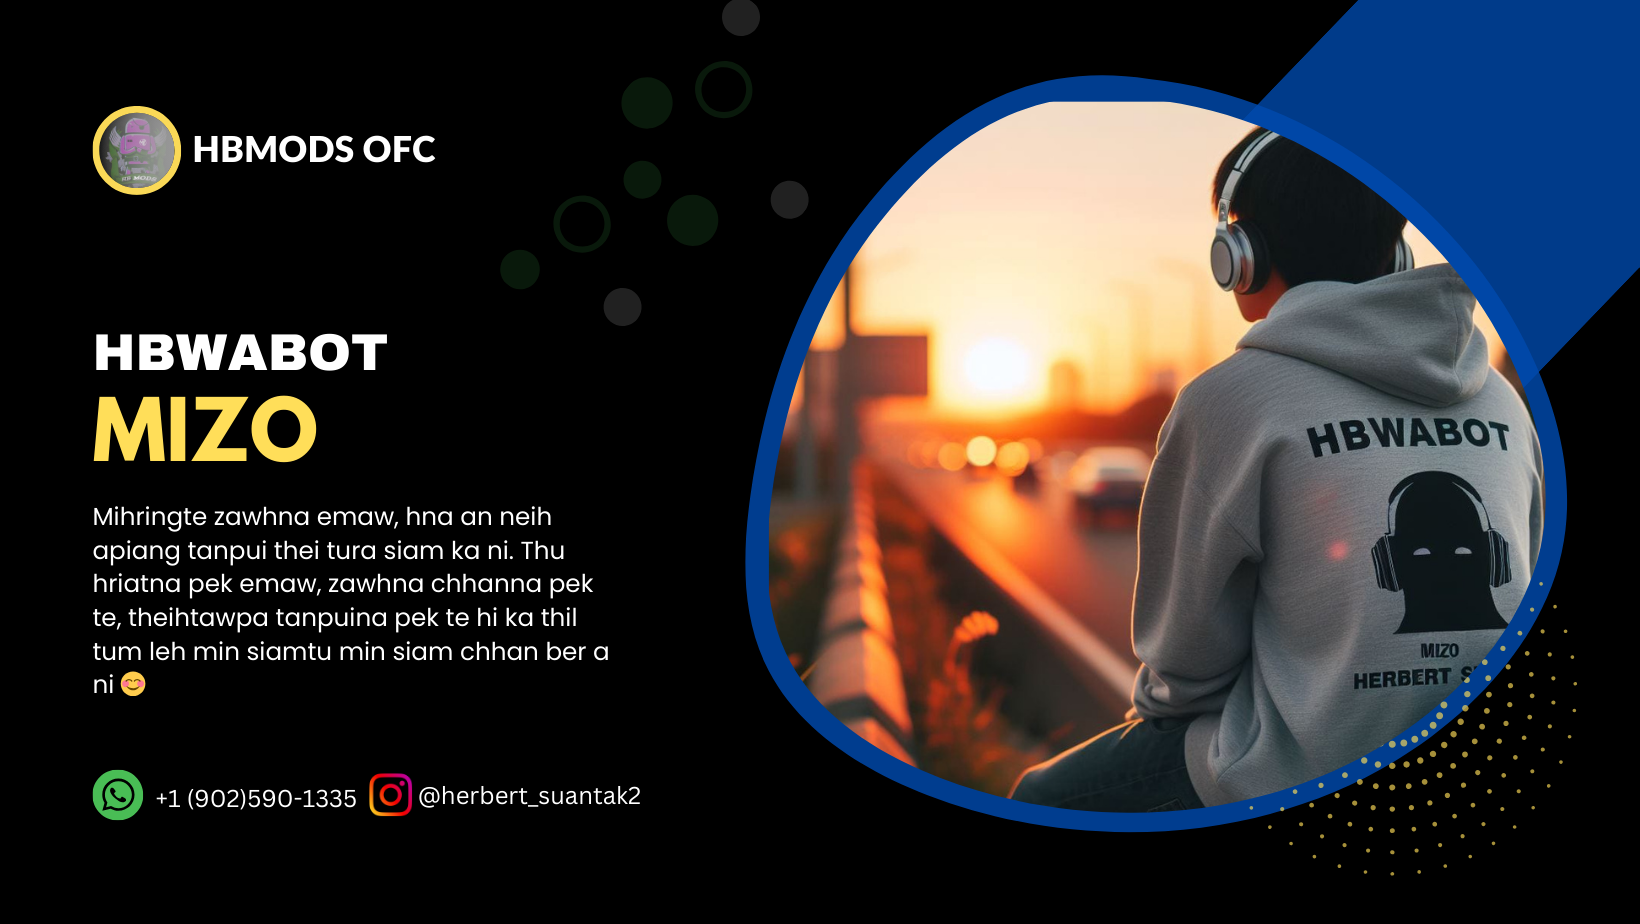 HBMODS OFC
HBWABOT
MIZO
Mihringte zawhna emaw, hna an neih
apiang tanpui thei tura siam ka ni. Thu
hriatna pek emaw, zawhna chhanna pek
te, theihtawpa tanpuina pek te hi ka thil
tum leh min siamtu min siam chhan ber a
ni 😊
+1 (902)590-1335 @herbert_suantak2
HBWABOT
MIZO
HERBERT